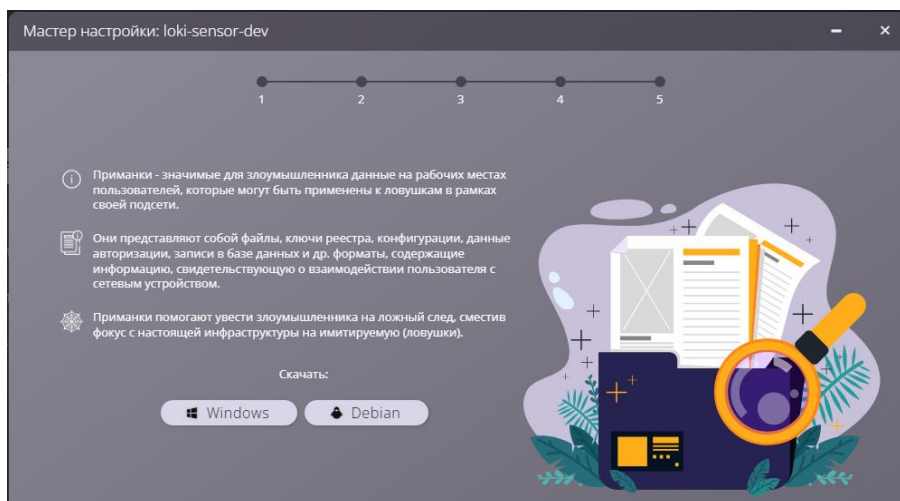 Мастер настройки: loki-sensor-dev
1 2 3 4 5
Приманки - значимые для злоумышленника данные на рабочих местах
пользователей, которые могут быть применены к ловушкам в рамках
своей подсети.
Они представляют собой файлы, ключи реестра, конфигурации, данные
авторизации, записи в базе данных и др. форматы, содержащие
информацию, свидетельствующую о взаимодействии пользователя с
сетевым устройством.
Приманки помогают увести злоумышленника на ложный след, сместив
фокус с настоящей инфраструктуры на имитируемую (ловушки).
Скачать:
Windows Debian